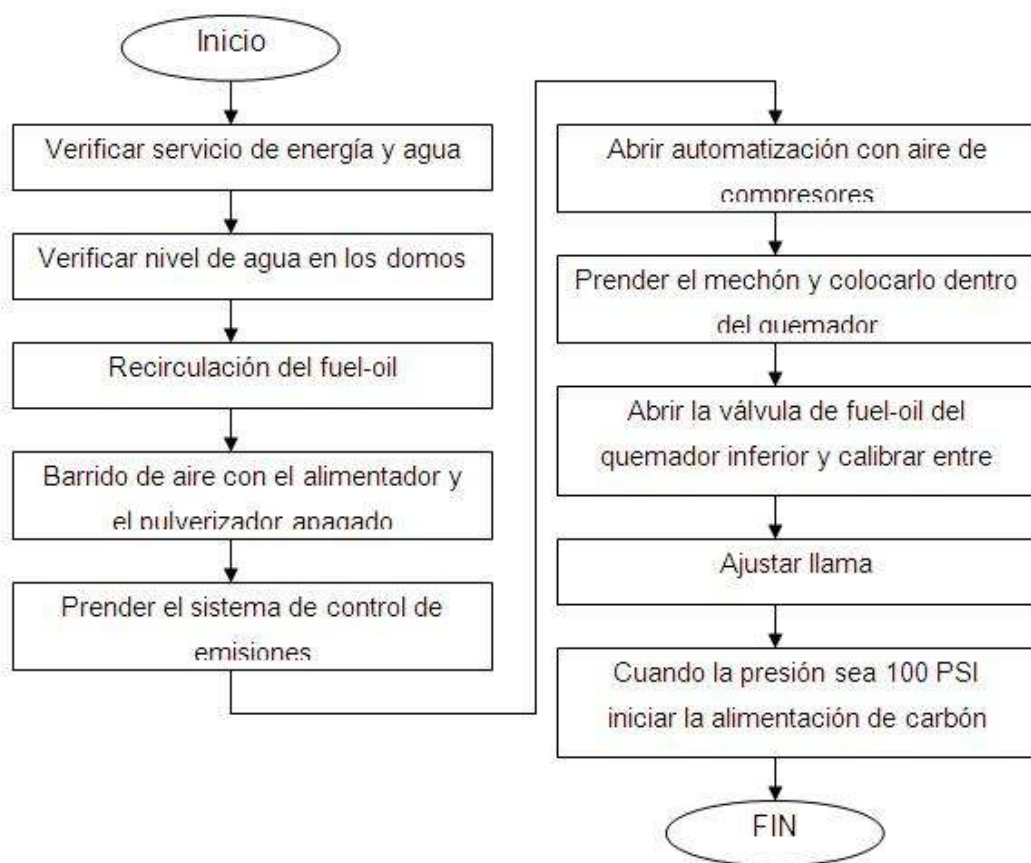 Inicio
Verificar servicio de energía y agua
Verificar nivel de agua en los domos
Recirculación del fuel-oil
Barrido de aire con el alimentador y
el pulverizador apagado
Prender el sistema de control de
emisiones
Abrir automatización con aire de
compresores
Prender el mechón y colocarlo dentro
del quemador
Abrir la válvula de fuel-oil del
quemador inferior y calibrar entre
Ajustar llama
Cuando la presión sea 100 PSI
iniciar la alimentación de carbón
FIN